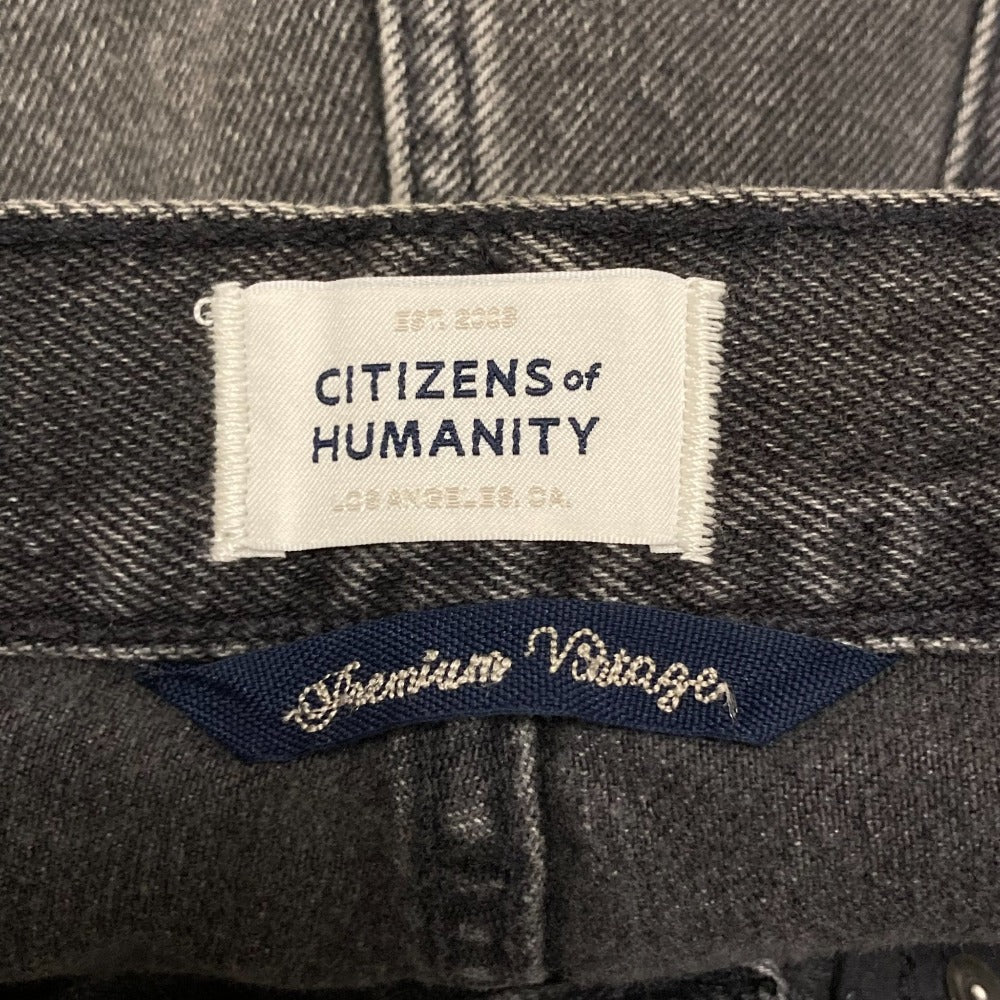 EST. 2003
CITIZENS of
HUMANITY
LOS ANGELES, CA.
Premium Vintage